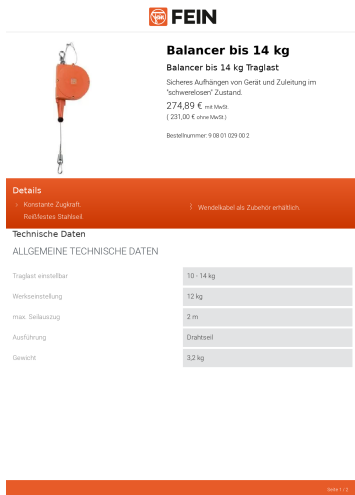 FEIN
Balancer bis 14 kg
Balancer bis 14 kg Traglast
Sicheres Aufhängen von Gerät und Zuleitung im
"schwerelosen" Zustand.
274,89 € mit MwSt.
( 231,00 € ohne MwSt.)
Bestellnummer: 9 08 01 029 00 2
Details
Konstante Zugkraft.
Reißfestes Stahlseil
Wendelkabel als Zubehör erhältlich.
Technische Daten
ALLGEMEINE TECHNISCHE DATEN
Traglast einstellbar 10 - 14 kg
Werkseinstellung 12 kg
max. Seilauszug 2 m
Ausführung Drahtseil
Gewicht 3,2 kg
Seite 1 / 2